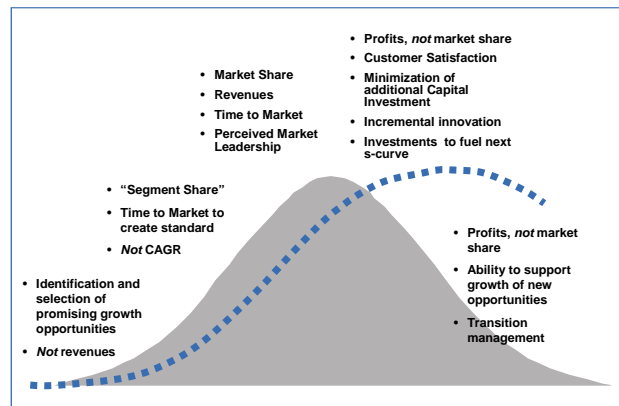 • Identification and
selection of
promising growth
opportunities
• Not revenues
• “Segment Share”
• Time to Market to
create standard
• Not CAGR
• Market Share
• Revenues
• Time to Market
• Perceived Market
Leadership
• Profits, not market share
• Customer Satisfaction
• Minimization of
additional Capital
Investment
• Incremental innovation
• Investments to fuel next
s-curve
• Profits, not market
share
• Ability to support
growth of new
opportunities
• Transition
management